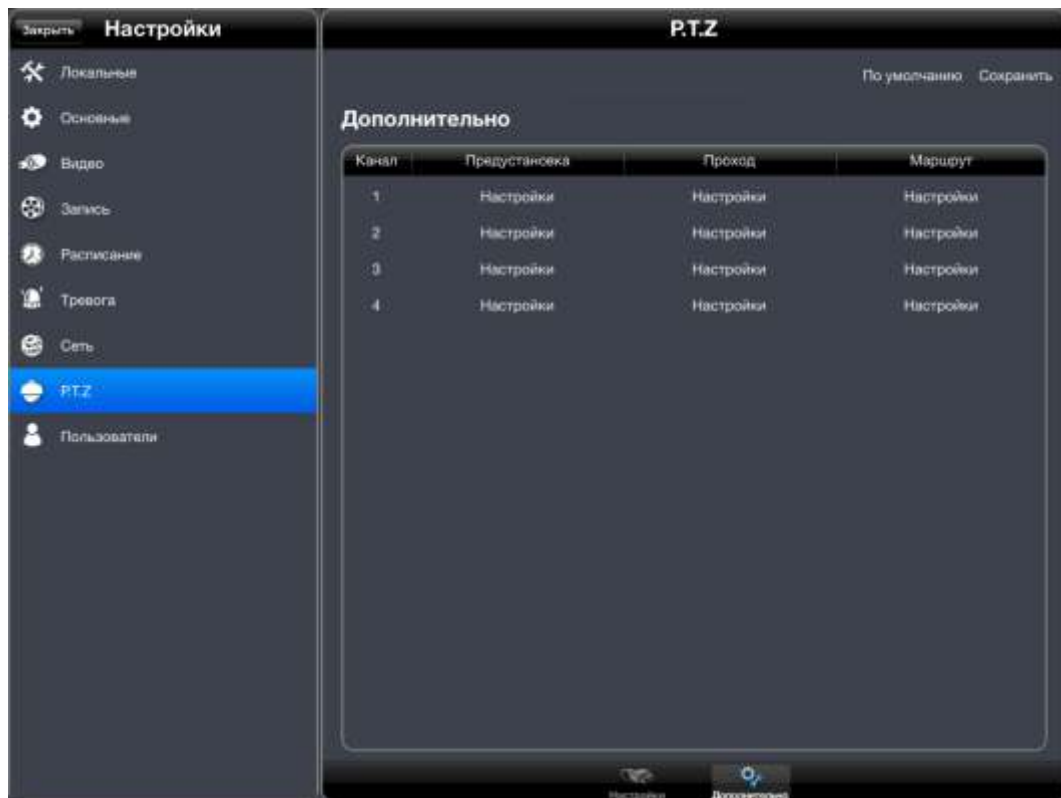 Закрыть Настройки
P.T.Z
Локальные
Основные
Видео
Запись
Расписание
Тревога
Сеть
P.T.Z
Пользователи
По умолчанию Сохранить
Дополнительно
Канал Предустановка Проход Маршрут
1 Настройки Настройки Настройки
2 Настройки Настройки Настройки
3 Настройки Настройки Настройки
4 Настройки Настройки Настройки
Настройки Дополнительно